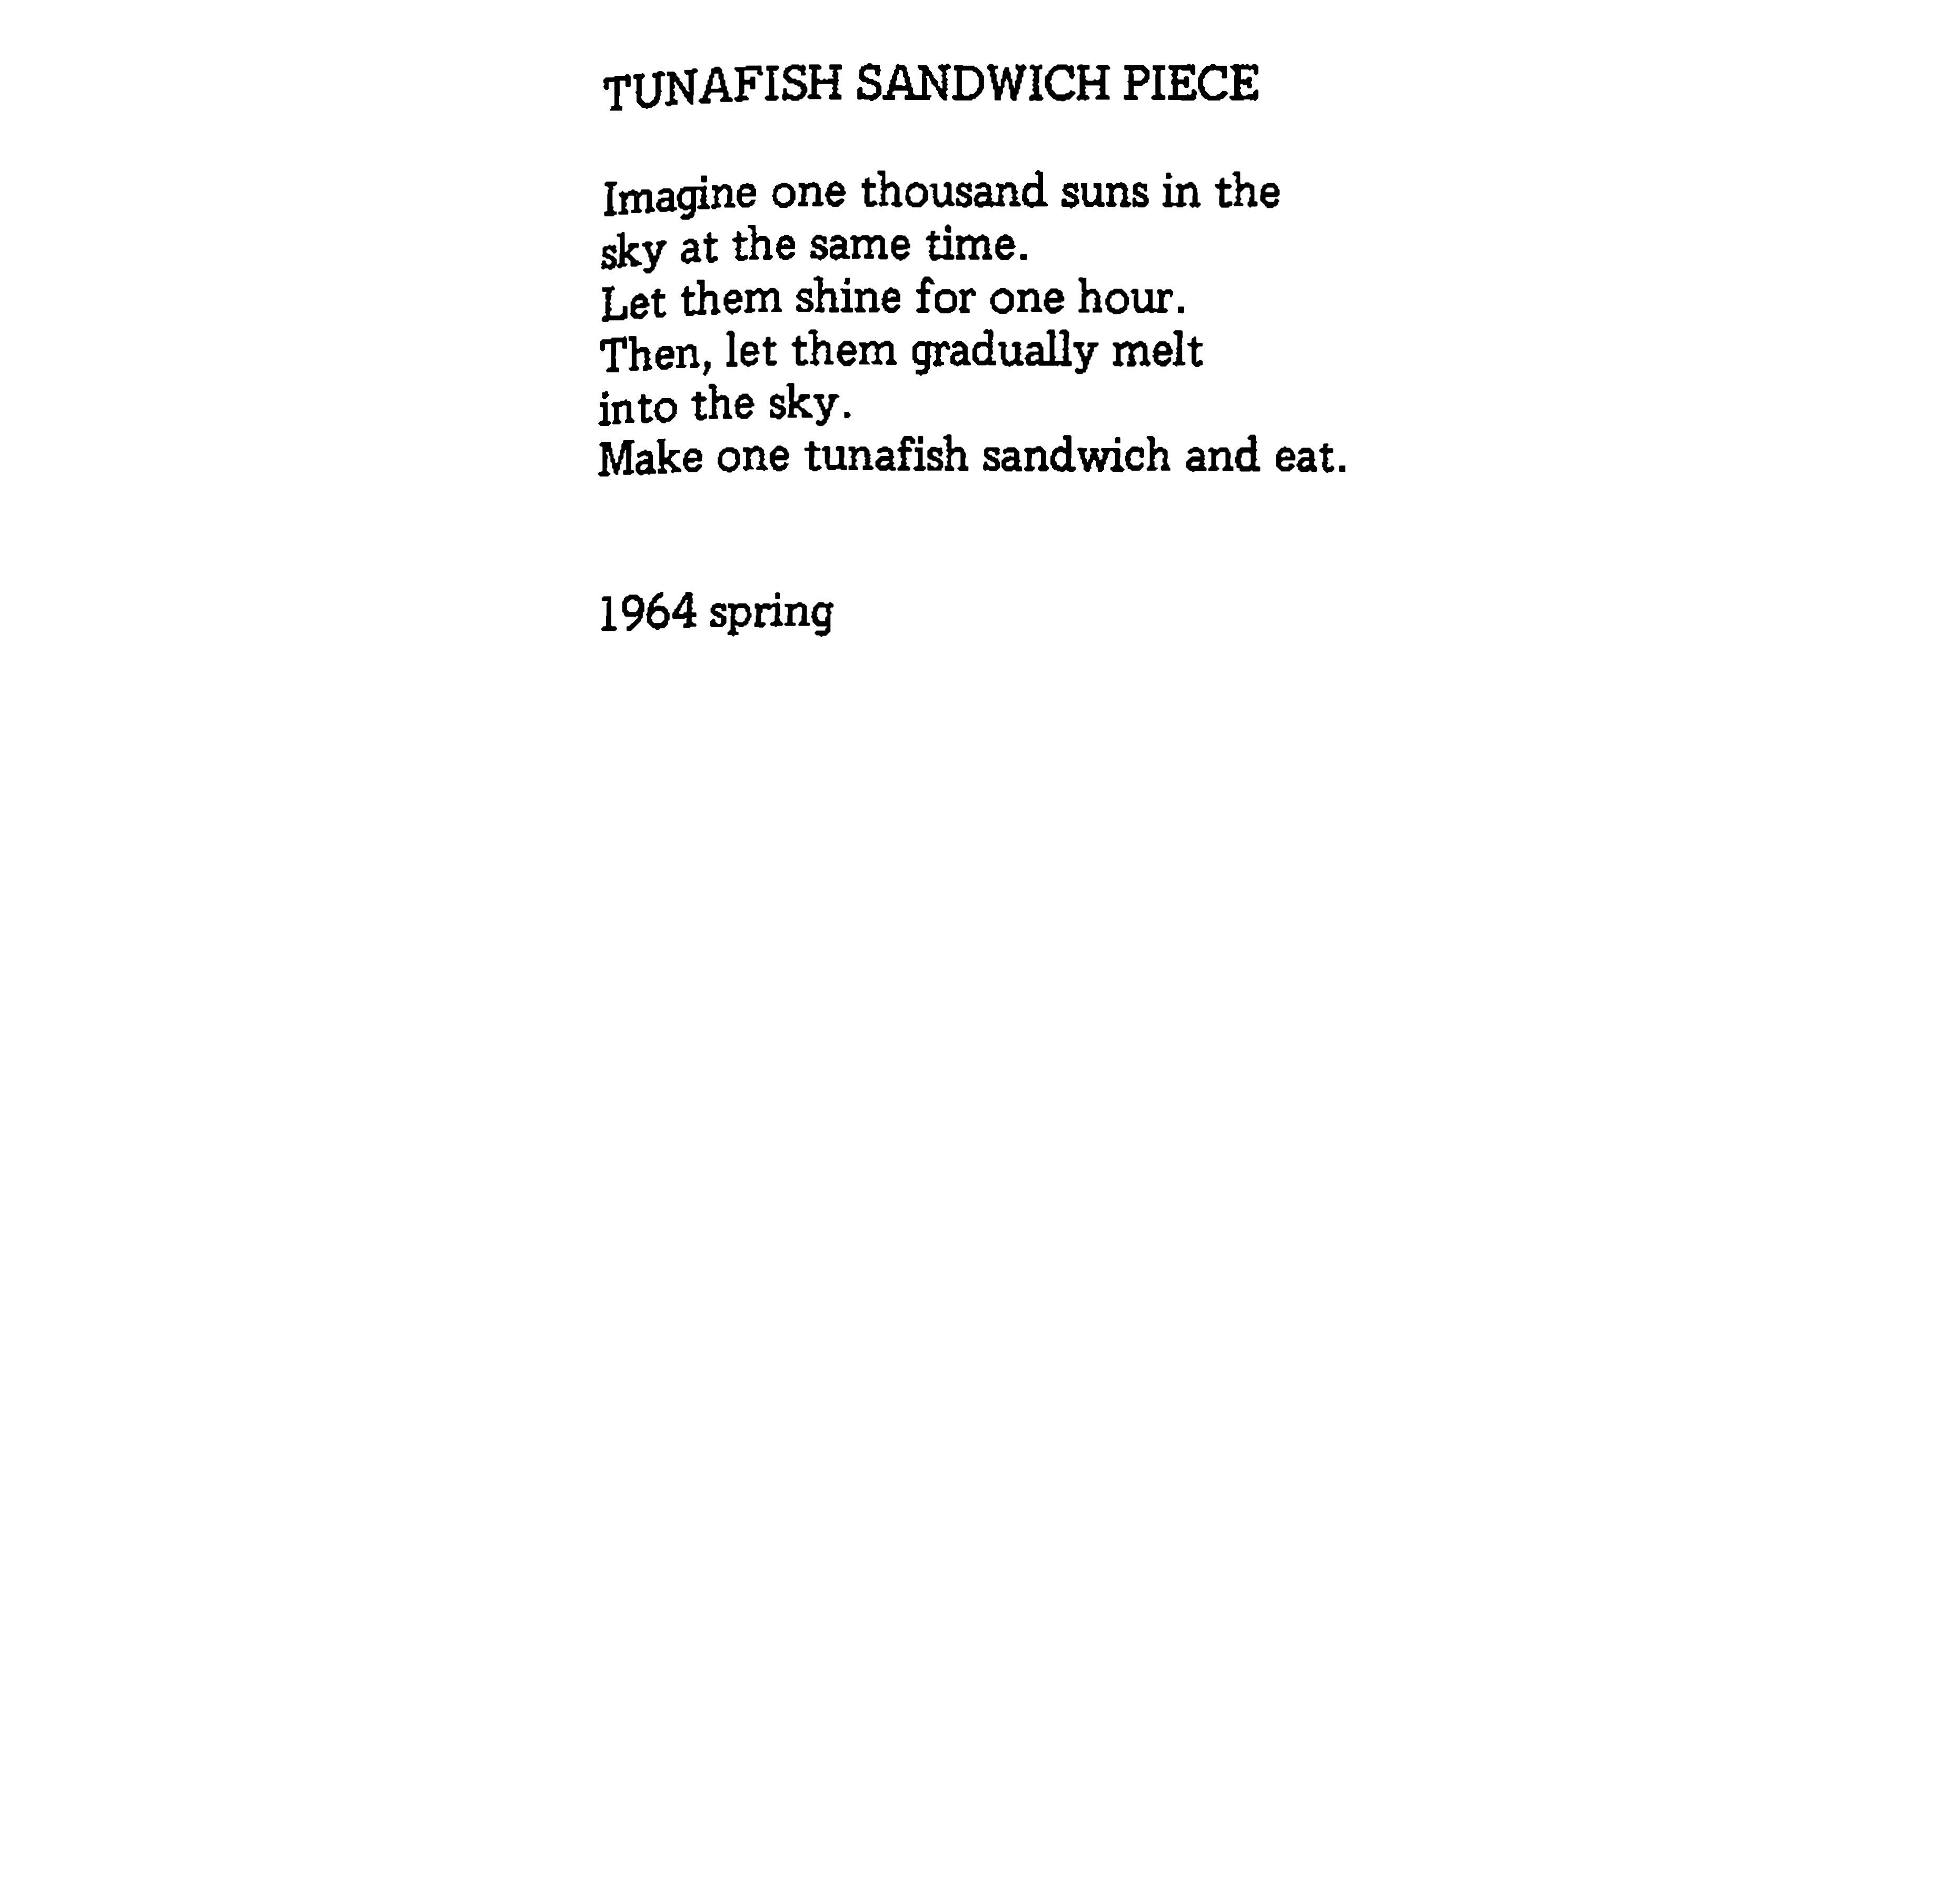 TUNAFISH SANDWICH PIECE
Imagine one thousand suns in the
sky at the same time.
Let them shine for one hour.
Then, let them gradually melt
into the sky.
Make one tunafish sandwich and eat.
1964 spring